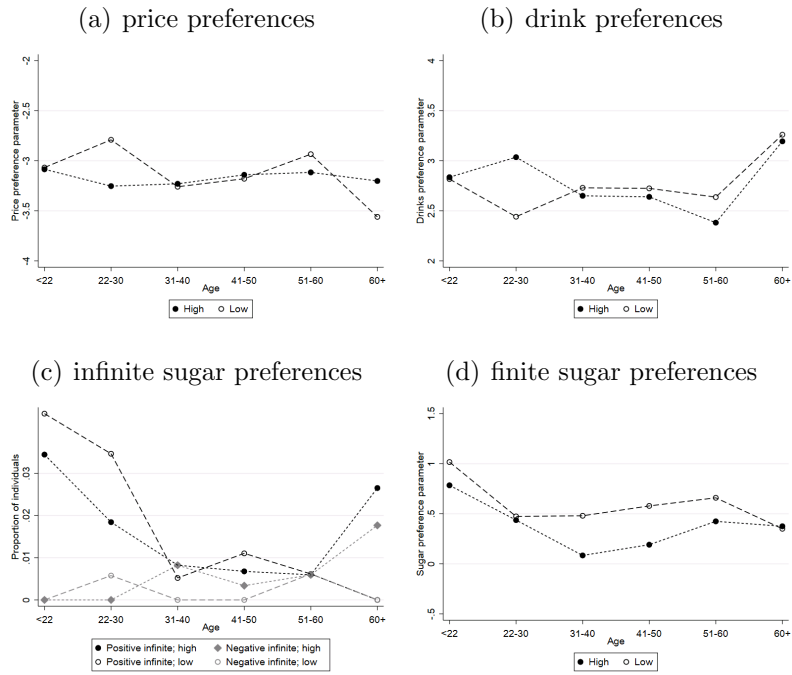 (a) price preferences
(b) drink preferences
Price preference parameter
-2
-2.5
-3
-3.5
-4
<22
22-30
31-40
41-50
51-60
60+
Age
High
Low
Drinks preference parameter
4
3.5
3
2.5
2
<22
22-30
31-40
41-50
51-60
60+
Age
High
Low
(c) infinite sugar preferences
(d) finite sugar preferences
Proportion of individuals
.03
.02
.01
0
<22
22-30
31-40
41-50
51-60
60+
Age
Positive infinite; high
Negative infinite; high
Positive infinite; low
Negative infinite; low
Sugar preference parameter
1.5
1
.5
0
-.5
<22
22-30
31-40
41-50
51-60
60+
Age
High
Low